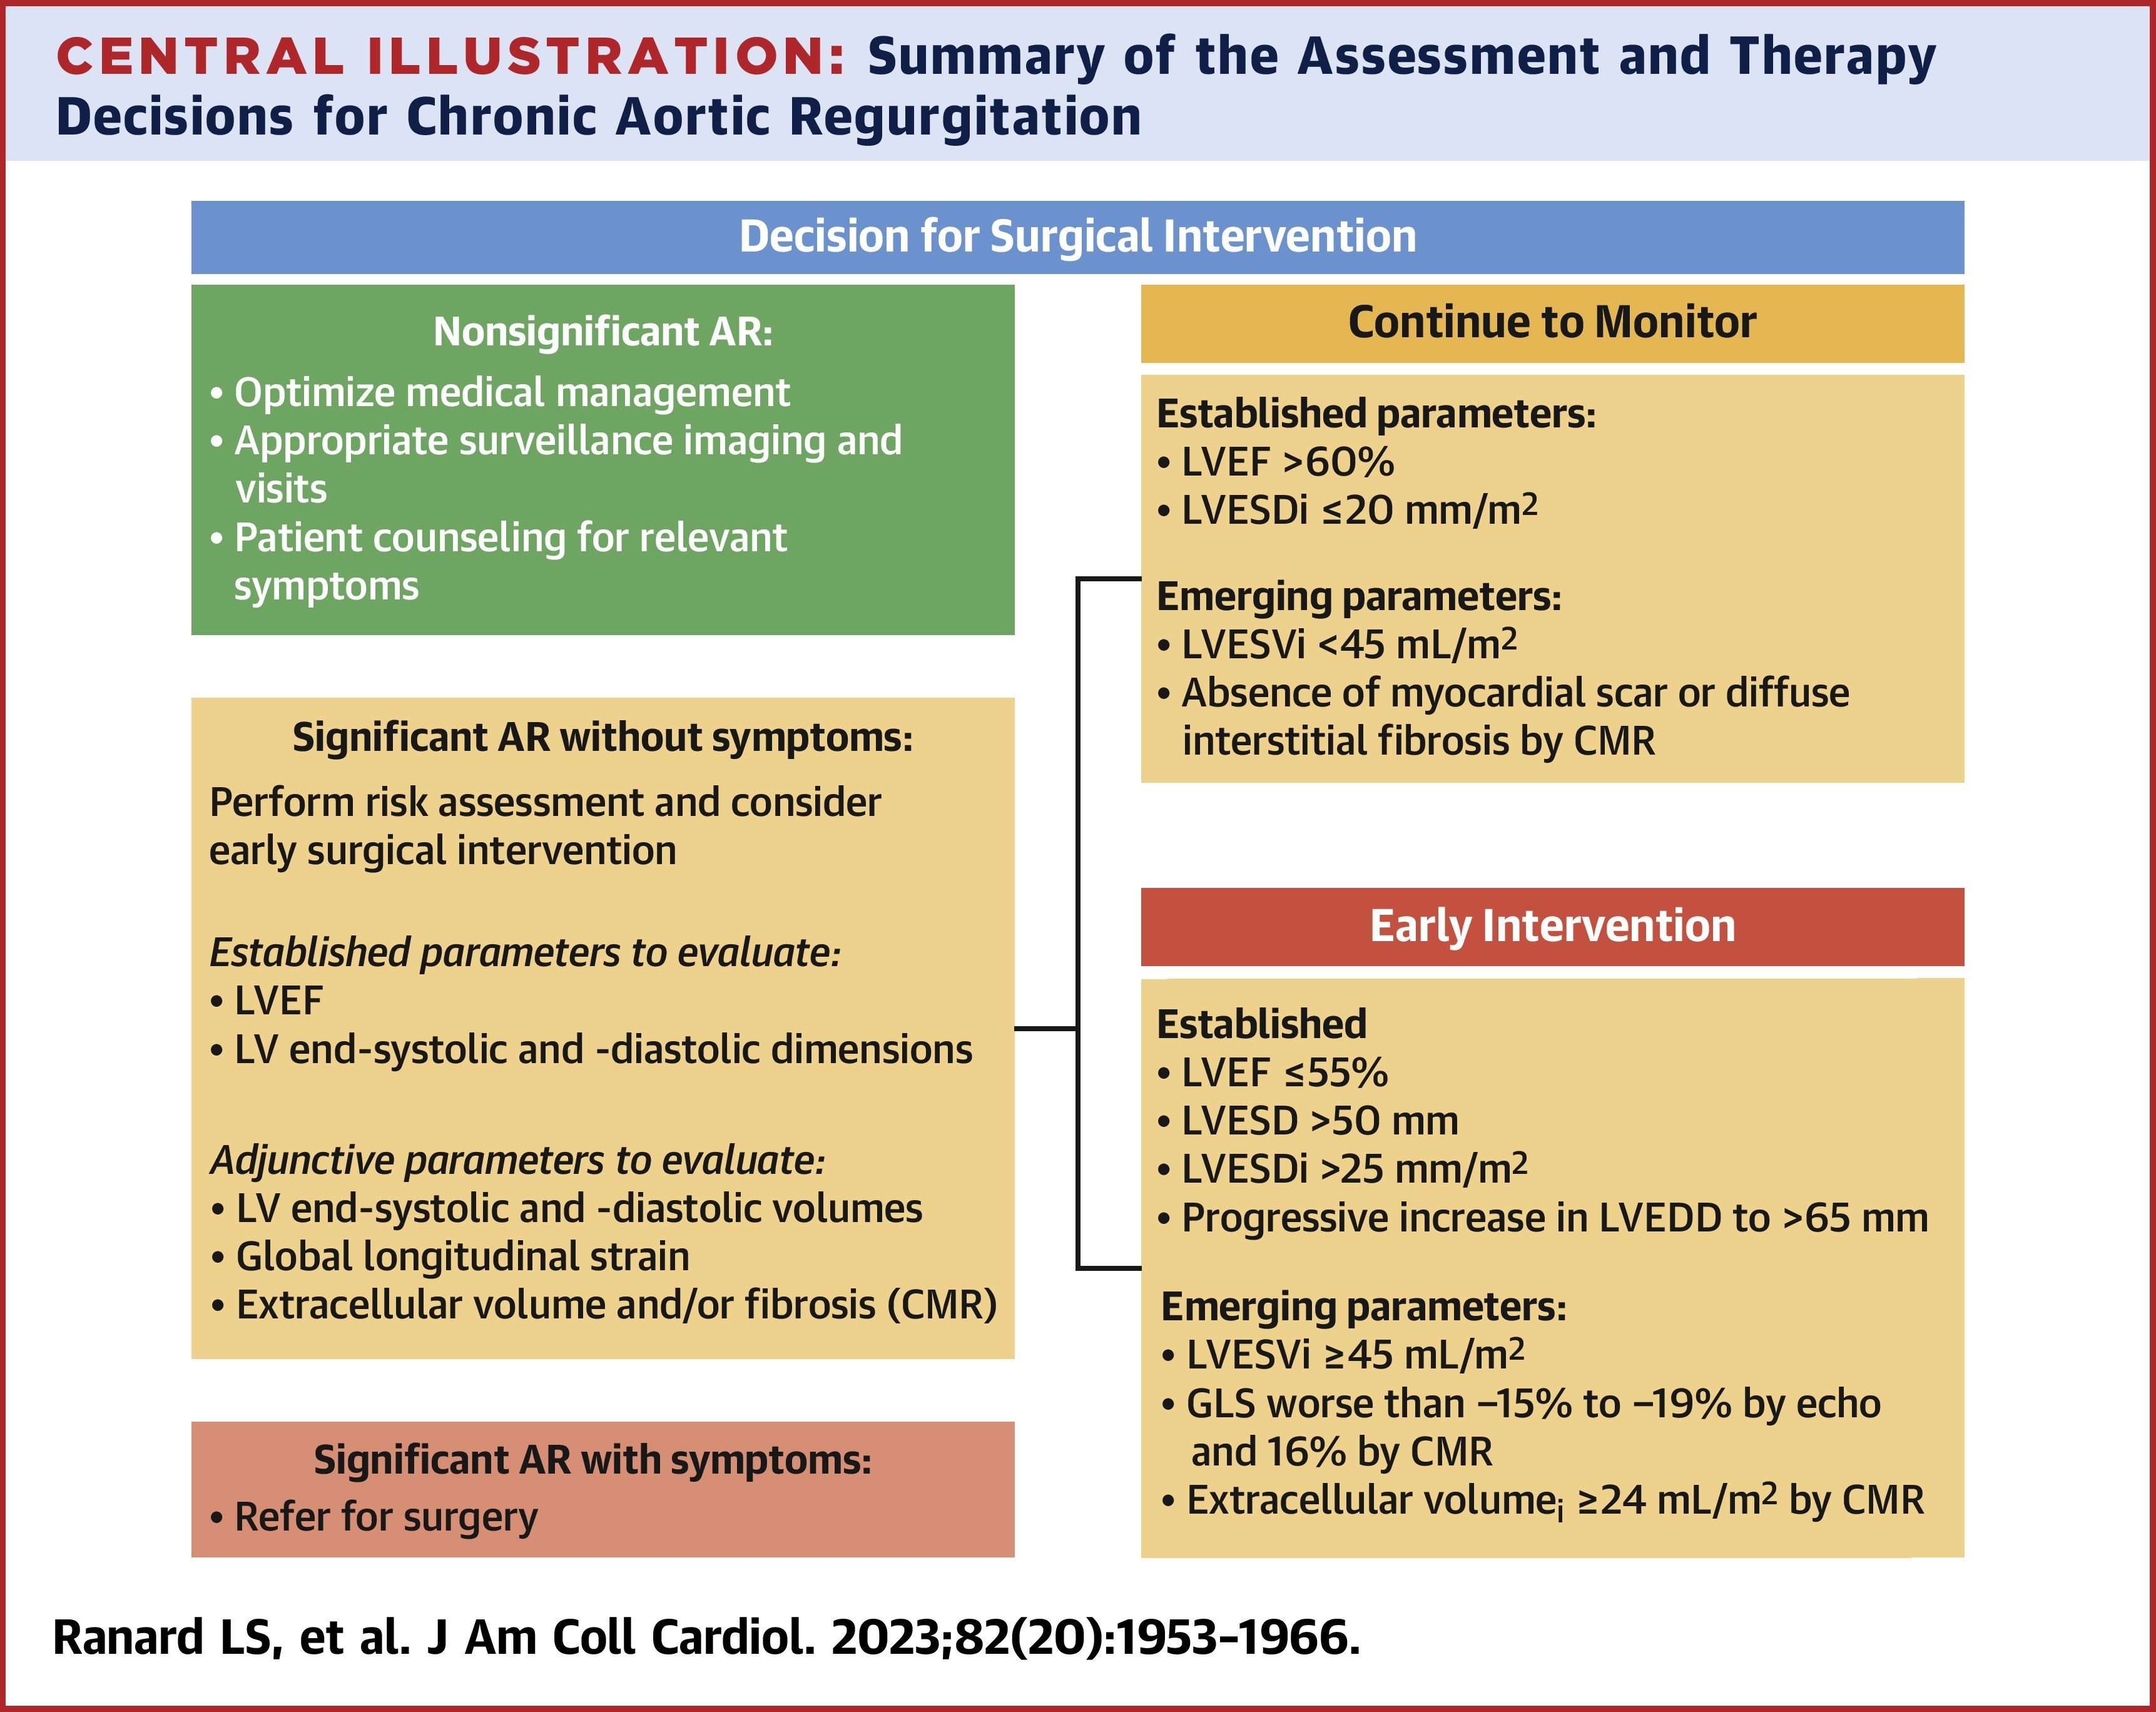 CENTRAL ILLUSTRATION: Summary of the Assessment and Therapy
Decisions for Chronic Aortic Regurgitation
Decision for Surgical Intervention
Nonsignificant AR:
• Optimize medical management
• Appropriate surveillance imaging and
visits
• Patient counseling for relevant
symptoms
Significant AR without symptoms:
Perform risk assessment and consider
early surgical intervention
Established parameters to evaluate:
• LVEF
• LV end-systolic and -diastolic dimensions
Adjunctive parameters to evaluate:
• LV end-systolic and -diastolic volumes
• Global longitudinal strain
• Extracellular volume and/or fibrosis (CMR)
Significant AR with symptoms:
• Refer for surgery
Continue to Monitor
Established parameters:
• LVEF >60%
• LVESDi ≤20 mm/m²
Emerging parameters:
• LVESVi <45 mL/m²
• Absence of myocardial scar or diffuse
interstitial fibrosis by CMR
Early Intervention
Established
• LVEF ≤55%
• LVESD >50 mm
• LVESDi >25 mm/m²
• Progressive increase in LVEDD to >65 mm
Emerging parameters:
• LVESVi ≥45 mL/m²
• GLS worse than −15% to −19% by echo
and 16% by CMR
• Extracellular volumeᵢ ≥24 mL/m² by CMR
Ranard LS, et al. J Am Coll Cardiol. 2023;82(20):1953–1966.